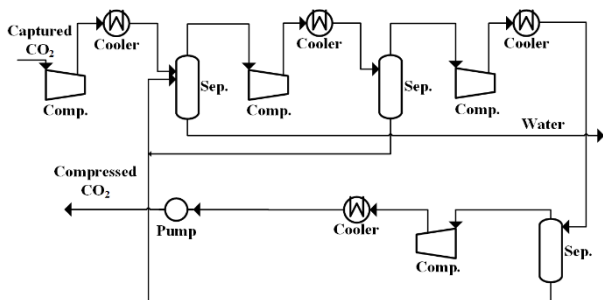 Captured
CO2
Cooler
Cooler
Cooler
Sep.
Sep.
Comp.
Comp.
Comp.
Water
Compressed
CO2
Pump
Cooler
Comp.
Sep.